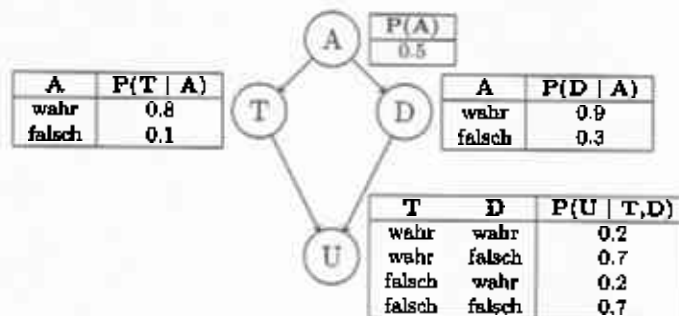 A
P(A)
0.5
A P(T | A)
wahr 0.8
falsch 0.1
T
D
A P(D | A)
wahr 0.9
falsch 0.3
U
T D P(U | T,D)
wahr wahr 0.2
wahr falsch 0.7
falsch wahr 0.2
falsch falsch 0.7